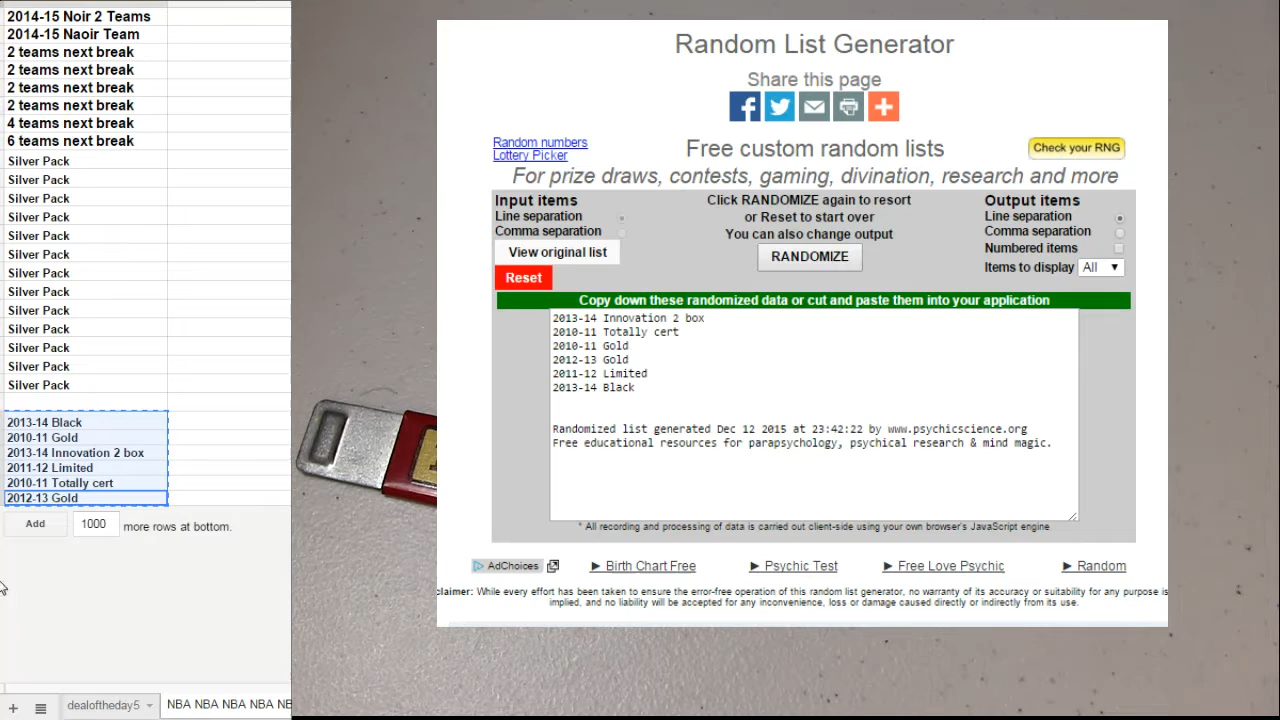 2014-15 Noir 2 Teams
2014-15 Naoir Team
2 teams next break
2 teams next break
2 teams next break
2 teams next break
4 teams next break
6 teams next break
Silver Pack
Silver Pack
Silver Pack
Silver Pack
Silver Pack
Silver Pack
Silver Pack
Silver Pack
Silver Pack
Silver Pack
Silver Pack
Silver Pack
Silver Pack
2013-14 Black
2010-11 Gold
2013-14 Innovation 2 box
2011-12 Limited
2010-11 Totally cert
2012-13 Gold
Add 1000 more rows at bottom.
dealoftheday5
NBA NBA NBA NBA NB
Random List Generator
Share this page
Random numbers
Lottery Picker
Free custom random lists
Check your RNG
For prize draws, contests, gaming, divination, research and more
Input items
Line separation
Comma separation
View original list
Reset
Click RANDOMIZE again to resort
or Reset to start over
You can also change output
RANDOMIZE
Output items
Line separation
Comma separation
Numbered items
Items to display All
Copy down these randomized data or cut and paste them into your application
2013-14 Innovation 2 box
2010-11 Totally cert
2010-11 Gold
2012-13 Gold
2011-12 Limited
2013-14 Black
Randomized list generated Dec 12 2015 at 23:42:22 by www.psychicscience.org
Free educational resources for parapsychology, psychical research & mind magic.
* All recording and processing of data is carried out client-side using your own browser's JavaScript engine
AdChoices
► Birth Chart Free
► Psychic Test
► Free Love Psychic
► Random
claimer: While every effort has been taken to ensure the error-free operation of this random list generator, no warranty of its accuracy or suitability for any purpose is
implied, and no liability will be accepted for any inconvenience, loss or damage caused directly or indirectly from its use.